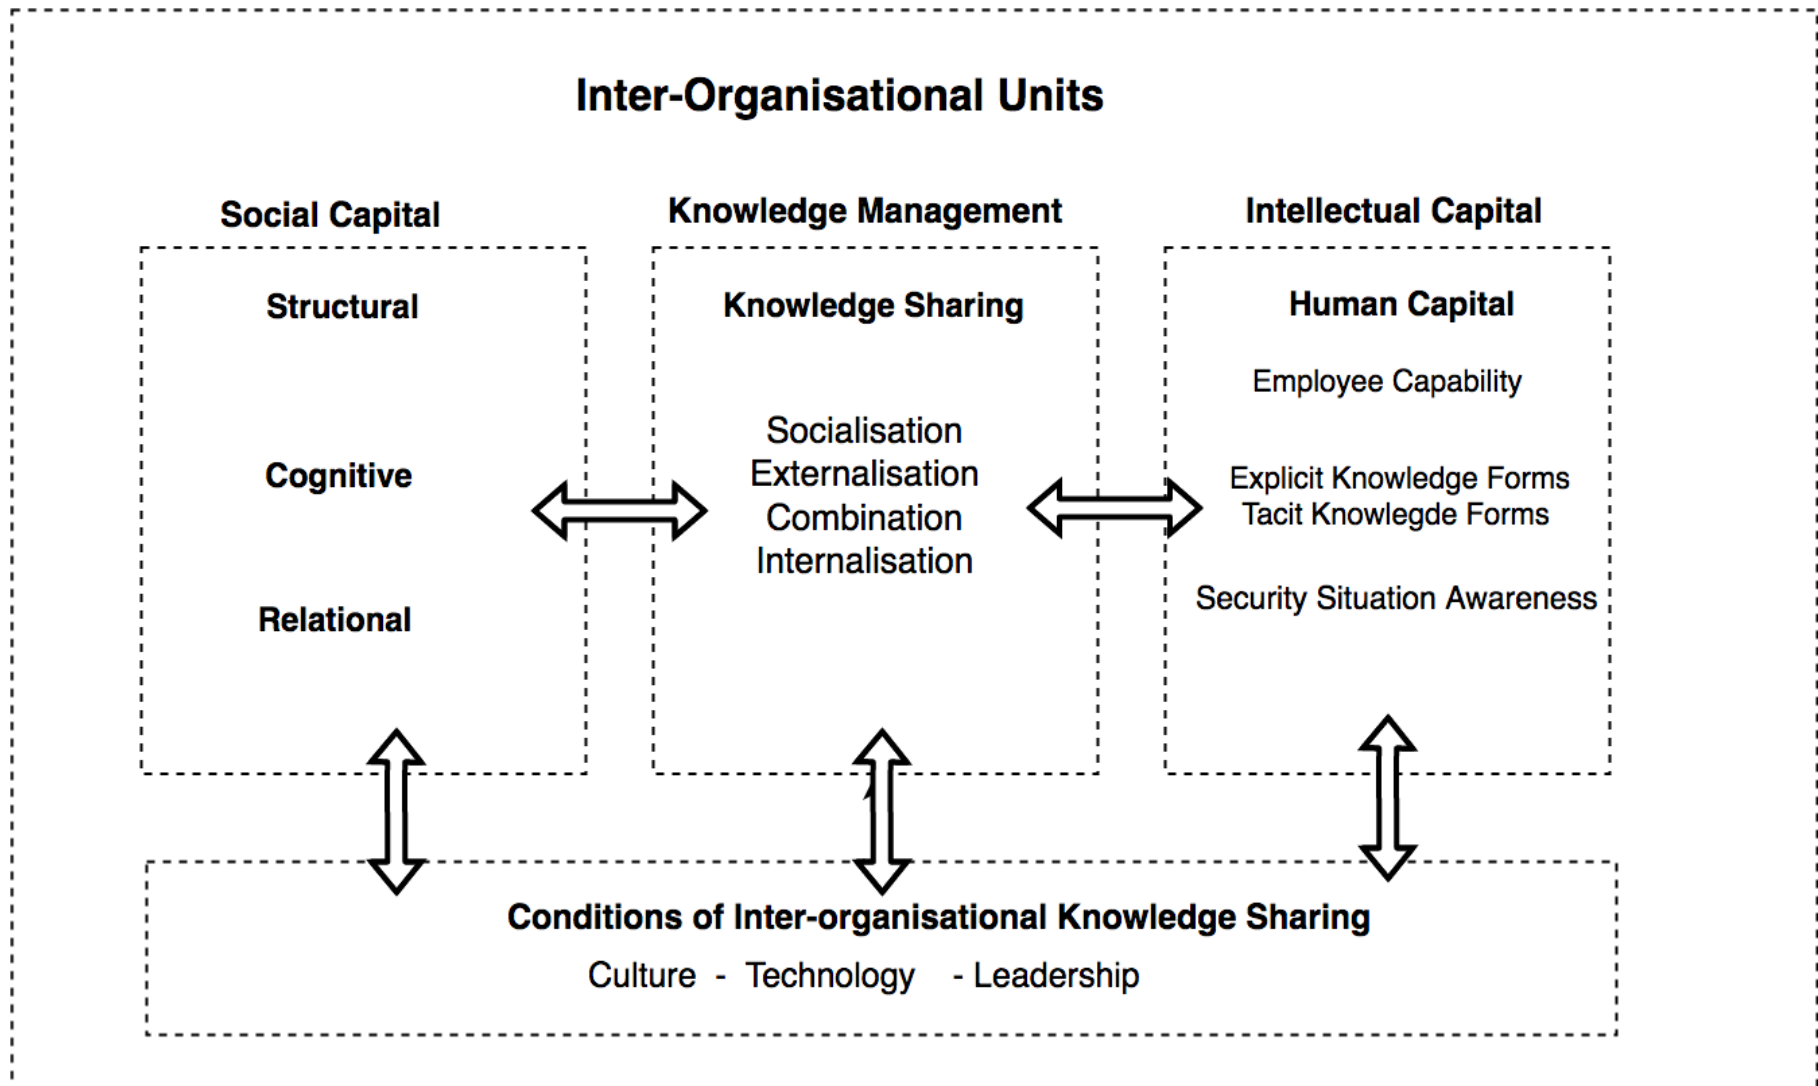 Inter-Organisational Units
Social Capital
Structural
Cognitive
Relational
Knowledge Management
Knowledge Sharing
Socialisation
Externalisation
Combination
Internalisation
Intellectual Capital
Human Capital
Employee Capability
Explicit Knowledge Forms
Tacit Knowlegde Forms
Security Situation Awareness
Conditions of Inter-organisational Knowledge Sharing
Culture - Technology - Leadership